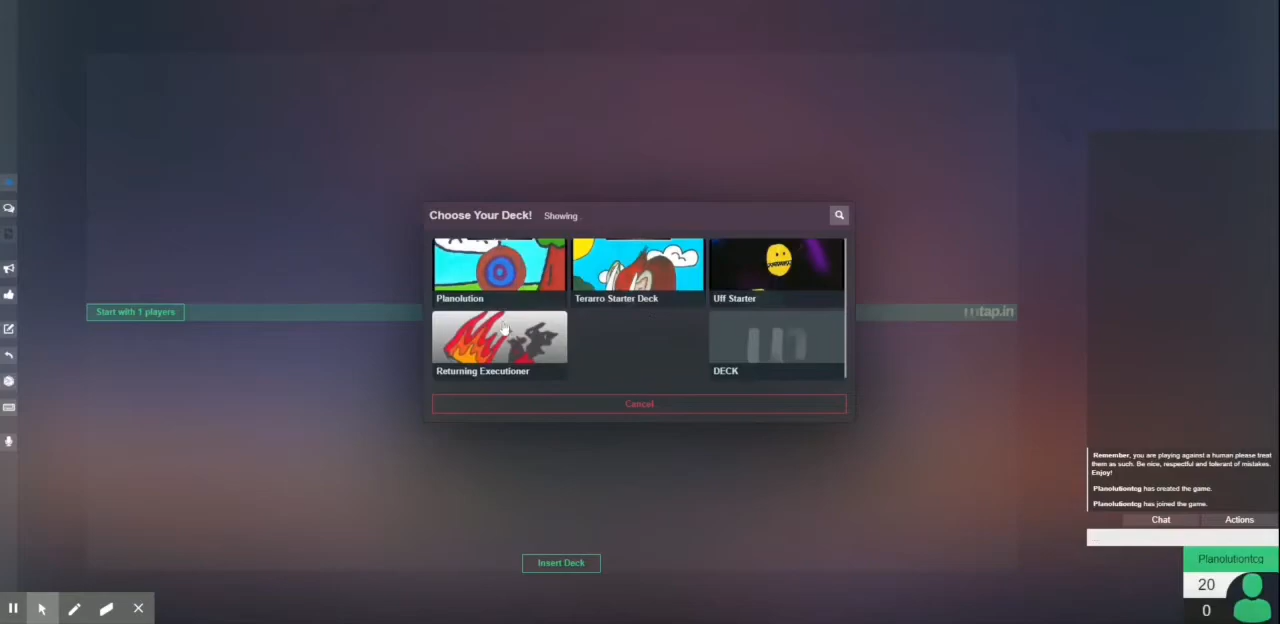 Choose Your Deck! Showing
Planolution
Terarro Starter Deck
Uff Starter
Returning Executioner
DECK
Cancel
Start with 1 players
untap.in
Insert Deck
Remember, you are playing against a human please treat
them as such. Be nice, respectful and tolerant of mistakes.
Enjoy!
Planolutiontcg has created the game.
Planolutiontcg has joined the game.
Chat Actions
Planolutiontcg
20
0